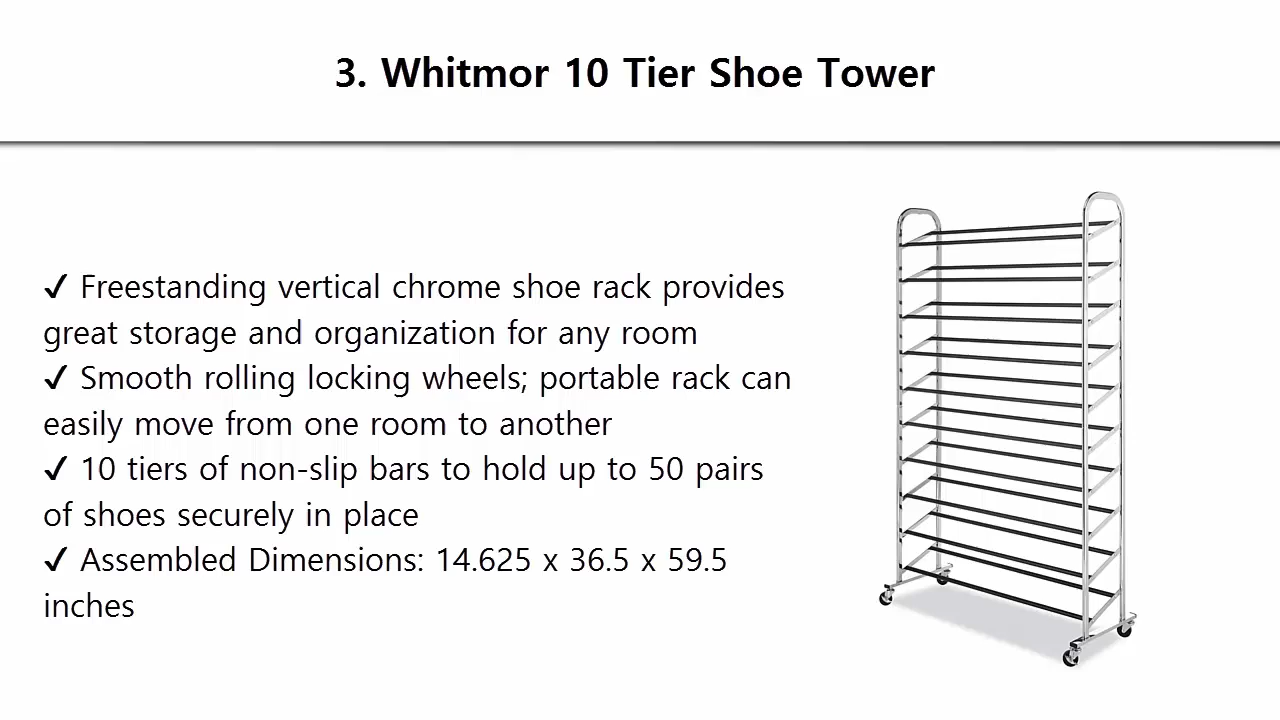 3. Whitmor 10 Tier Shoe Tower
✓ Freestanding vertical chrome shoe rack provides
great storage and organization for any room
✓ Smooth rolling locking wheels; portable rack can
easily move from one room to another
✓ 10 tiers of non-slip bars to hold up to 50 pairs
of shoes securely in place
✓ Assembled Dimensions: 14.625 x 36.5 x 59.5
inches